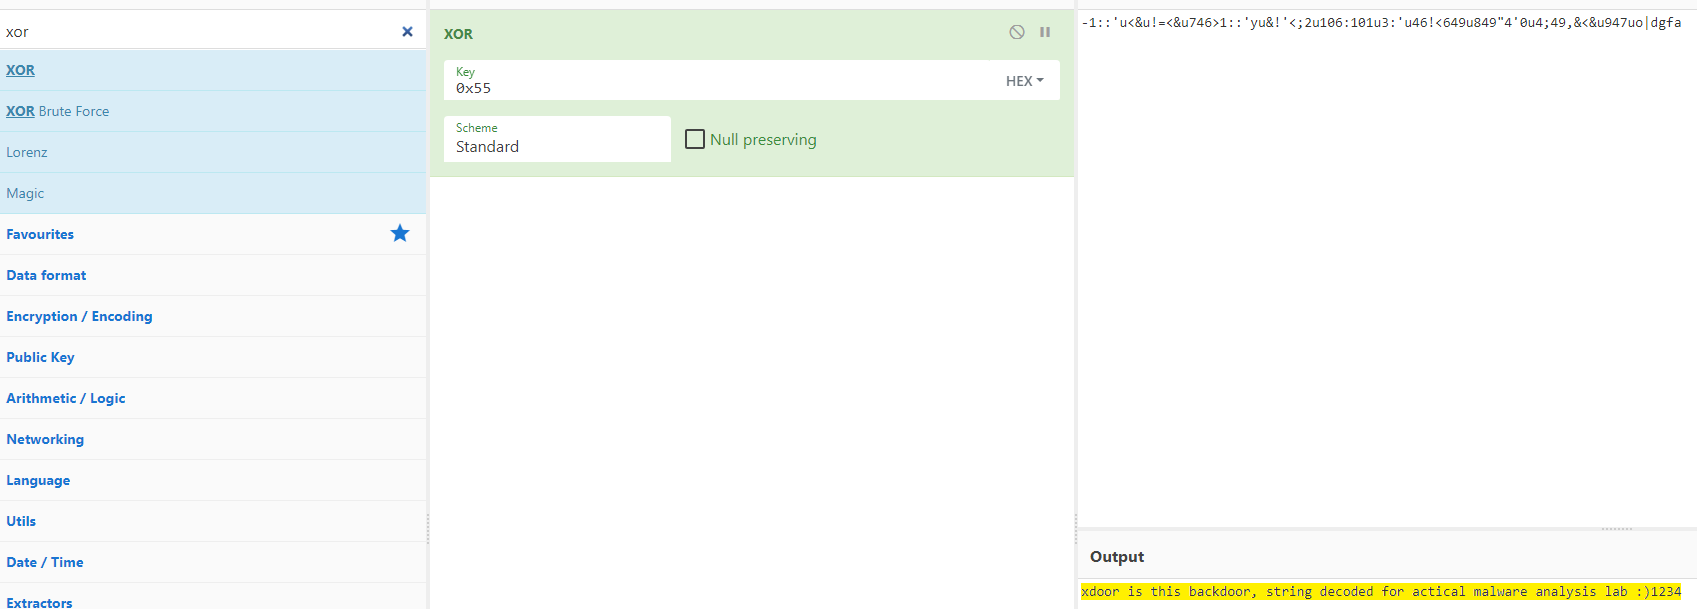 xor
XOR
XOR Brute Force
Lorenz
Magic
Favourites
Data format
Encryption / Encoding
Public Key
Arithmetic / Logic
Networking
Language
Utils
Date / Time
Extractors
XOR
Key
0x55
HEX
Scheme
Standard
Null preserving
-1::'u<&u!=<&u746>1::'yu&!'<;2u106:101u3:'u46!<649u849"4'0u4;49,&<&u947uo|dgfa
Output
xdoor is this backdoor, string decoded for actical malware analysis lab :)1234